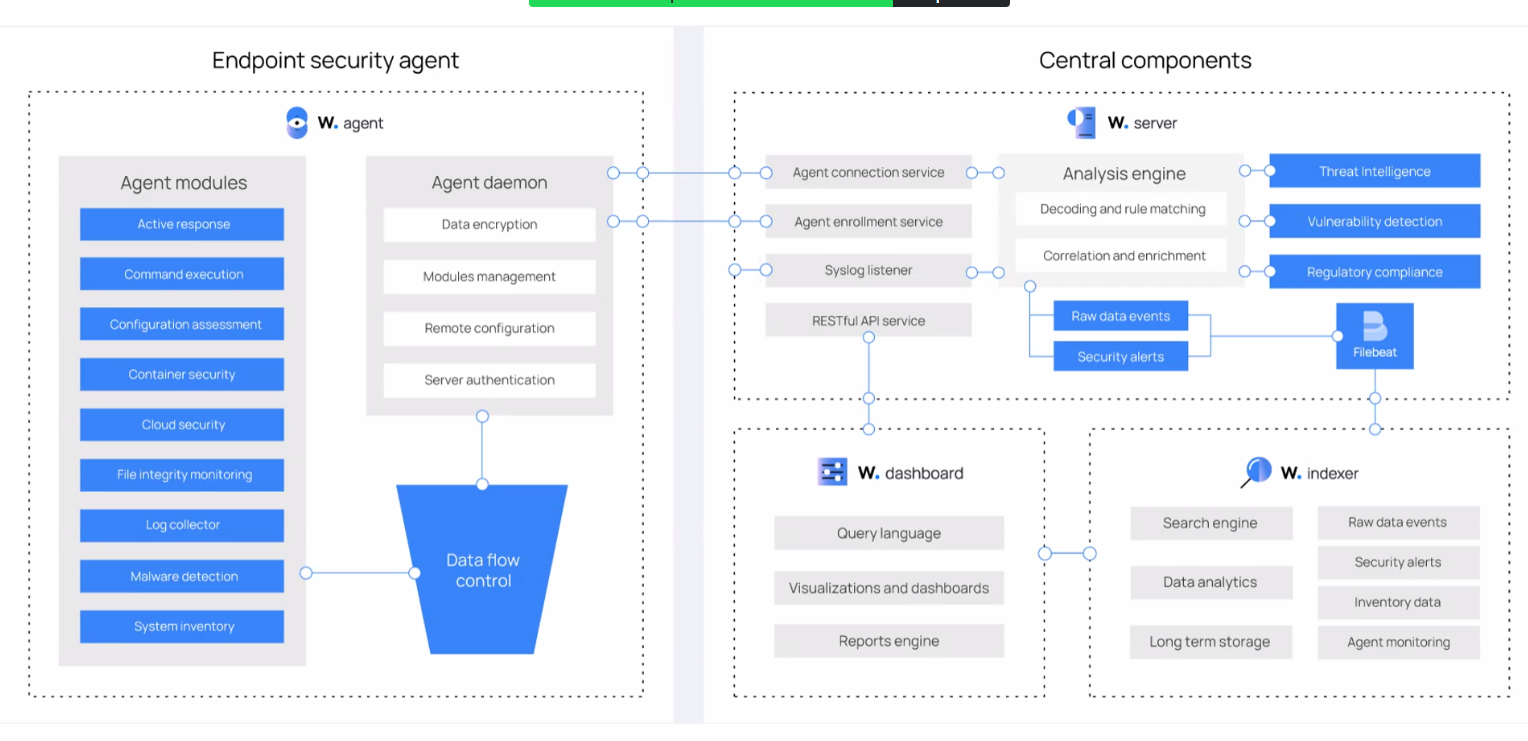 Endpoint security agent
W. agent
Agent modules
Active response
Command execution
Configuration assessment
Container security
Cloud security
File integrity monitoring
Log collector
Malware detection
System inventory
Agent daemon
Data encryption
Modules management
Remote configuration
Server authentication
Data flow
control
Central components
W. server
Agent connection service
Agent enrollment service
Syslog listener
RESTful API service
Analysis engine
Decoding and rule matching
Correlation and enrichment
Threat Intelligence
Vulnerability detection
Regulatory compliance
Raw data events
Security alerts
Filebeat
W. dashboard
Query language
Visualizations and dashboards
Reports engine
W. indexer
Search engine
Data analytics
Long term storage
Raw data events
Security alerts
Inventory data
Agent monitoring